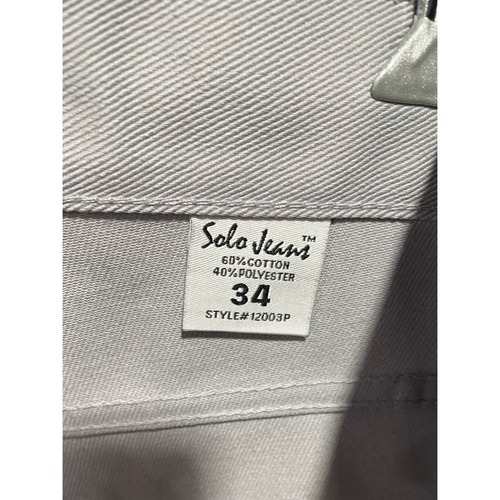 Solo Jeans™
60% COTTON
40% POLYESTER
34
STYLE#12003P